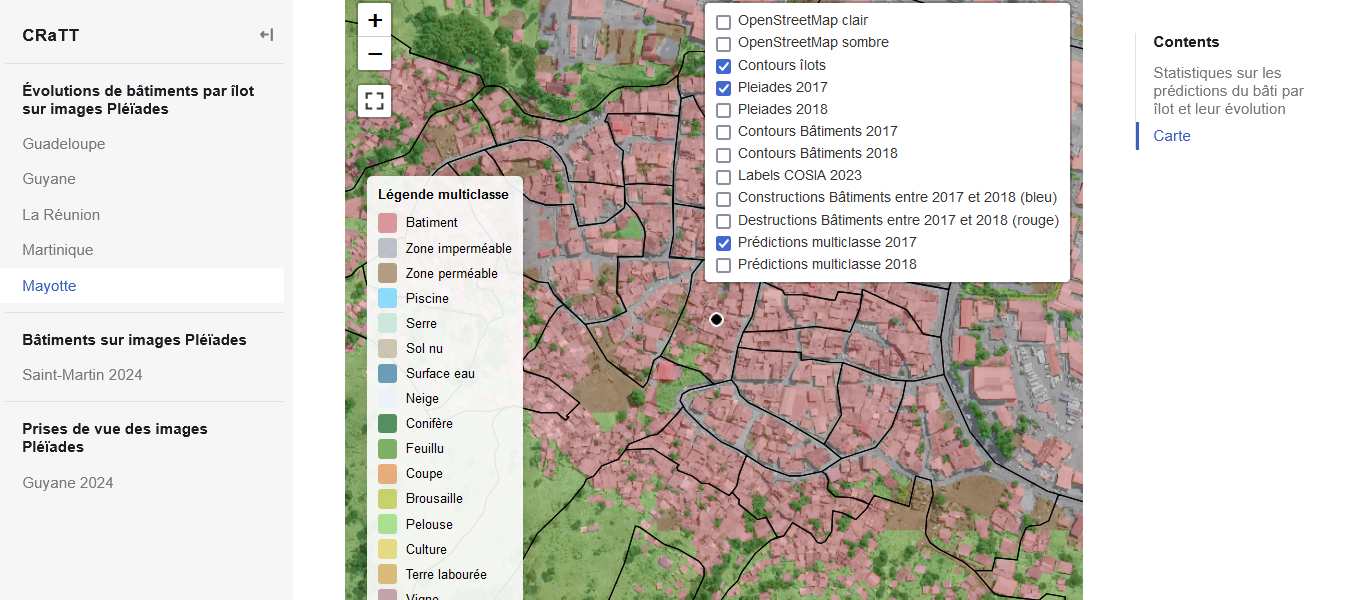 CRaTT
Évolutions de bâtiments par îlot
sur images Pléïades
Guadeloupe
Guyane
La Réunion
Martinique
Mayotte
Bâtiments sur images Pléïades
Saint-Martin 2024
Prises de vue des images
Pléïades
Guyane 2024
+
−
Légende multiclasse
Batiment
Zone imperméable
Zone perméable
Piscine
Serre
Sol nu
Surface eau
Neige
Conifère
Feuillu
Coupe
Brousaille
Pelouse
Culture
Terre labourée
Vigne
OpenStreetMap clair
OpenStreetMap sombre
Contours îlots
Pleiades 2017
Pleiades 2018
Contours Bâtiments 2017
Contours Bâtiments 2018
Labels COSIA 2023
Constructions Bâtiments entre 2017 et 2018 (bleu)
Destructions Bâtiments entre 2017 et 2018 (rouge)
Prédictions multiclasse 2017
Prédictions multiclasse 2018
Contents
Statistiques sur les
prédictions du bâti par
îlot et leur évolution
Carte